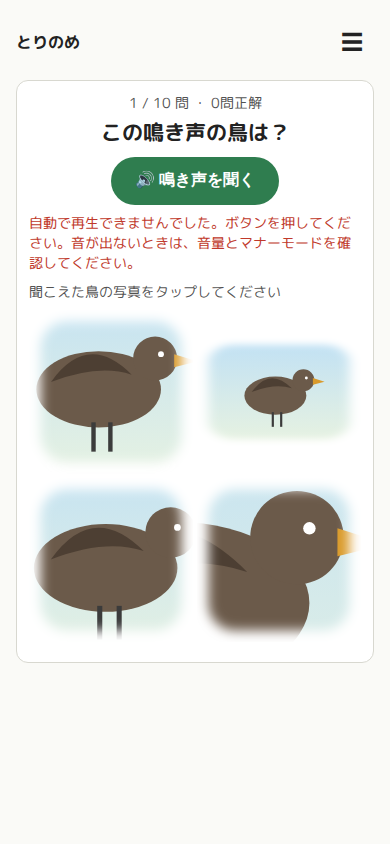 とりのめ
1 / 10 問 · 0問正解
この鳴き声の鳥は？
鳴き声を聞く
自動で再生できませんでした。ボタンを押してくだ
さい。音が出ないときは、音量とマナーモードを確
認してください。
聞こえた鳥の写真をタップしてください